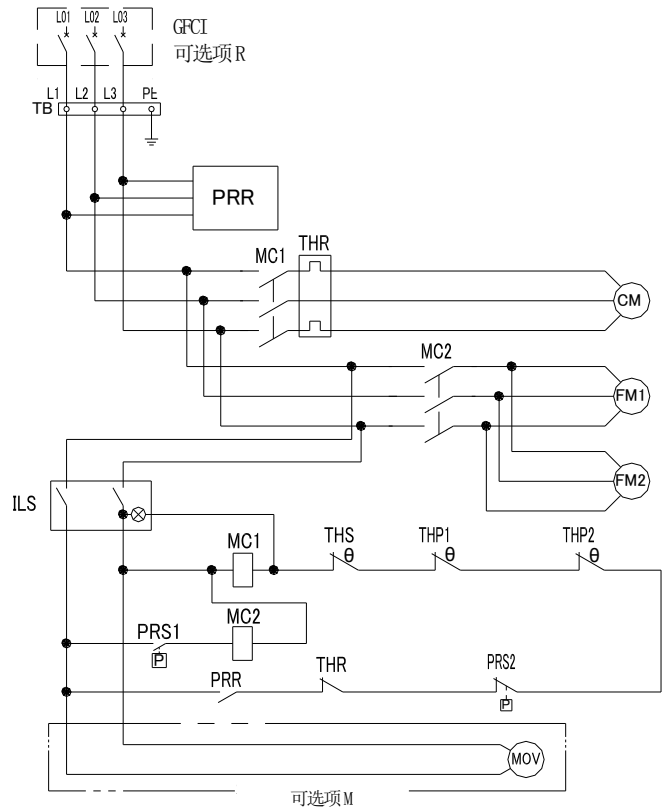 L01 L02 L03
GFCI
可选项R
L1 L2 L3 PE
TB
PRR
MC1 THR
CM
MC2
FM1
FM2
ILS
MC1 THS THP1 THP2
θ θ θ
MC2
PRS1
P
PRR THR PRS2
P
MOV
可选项M